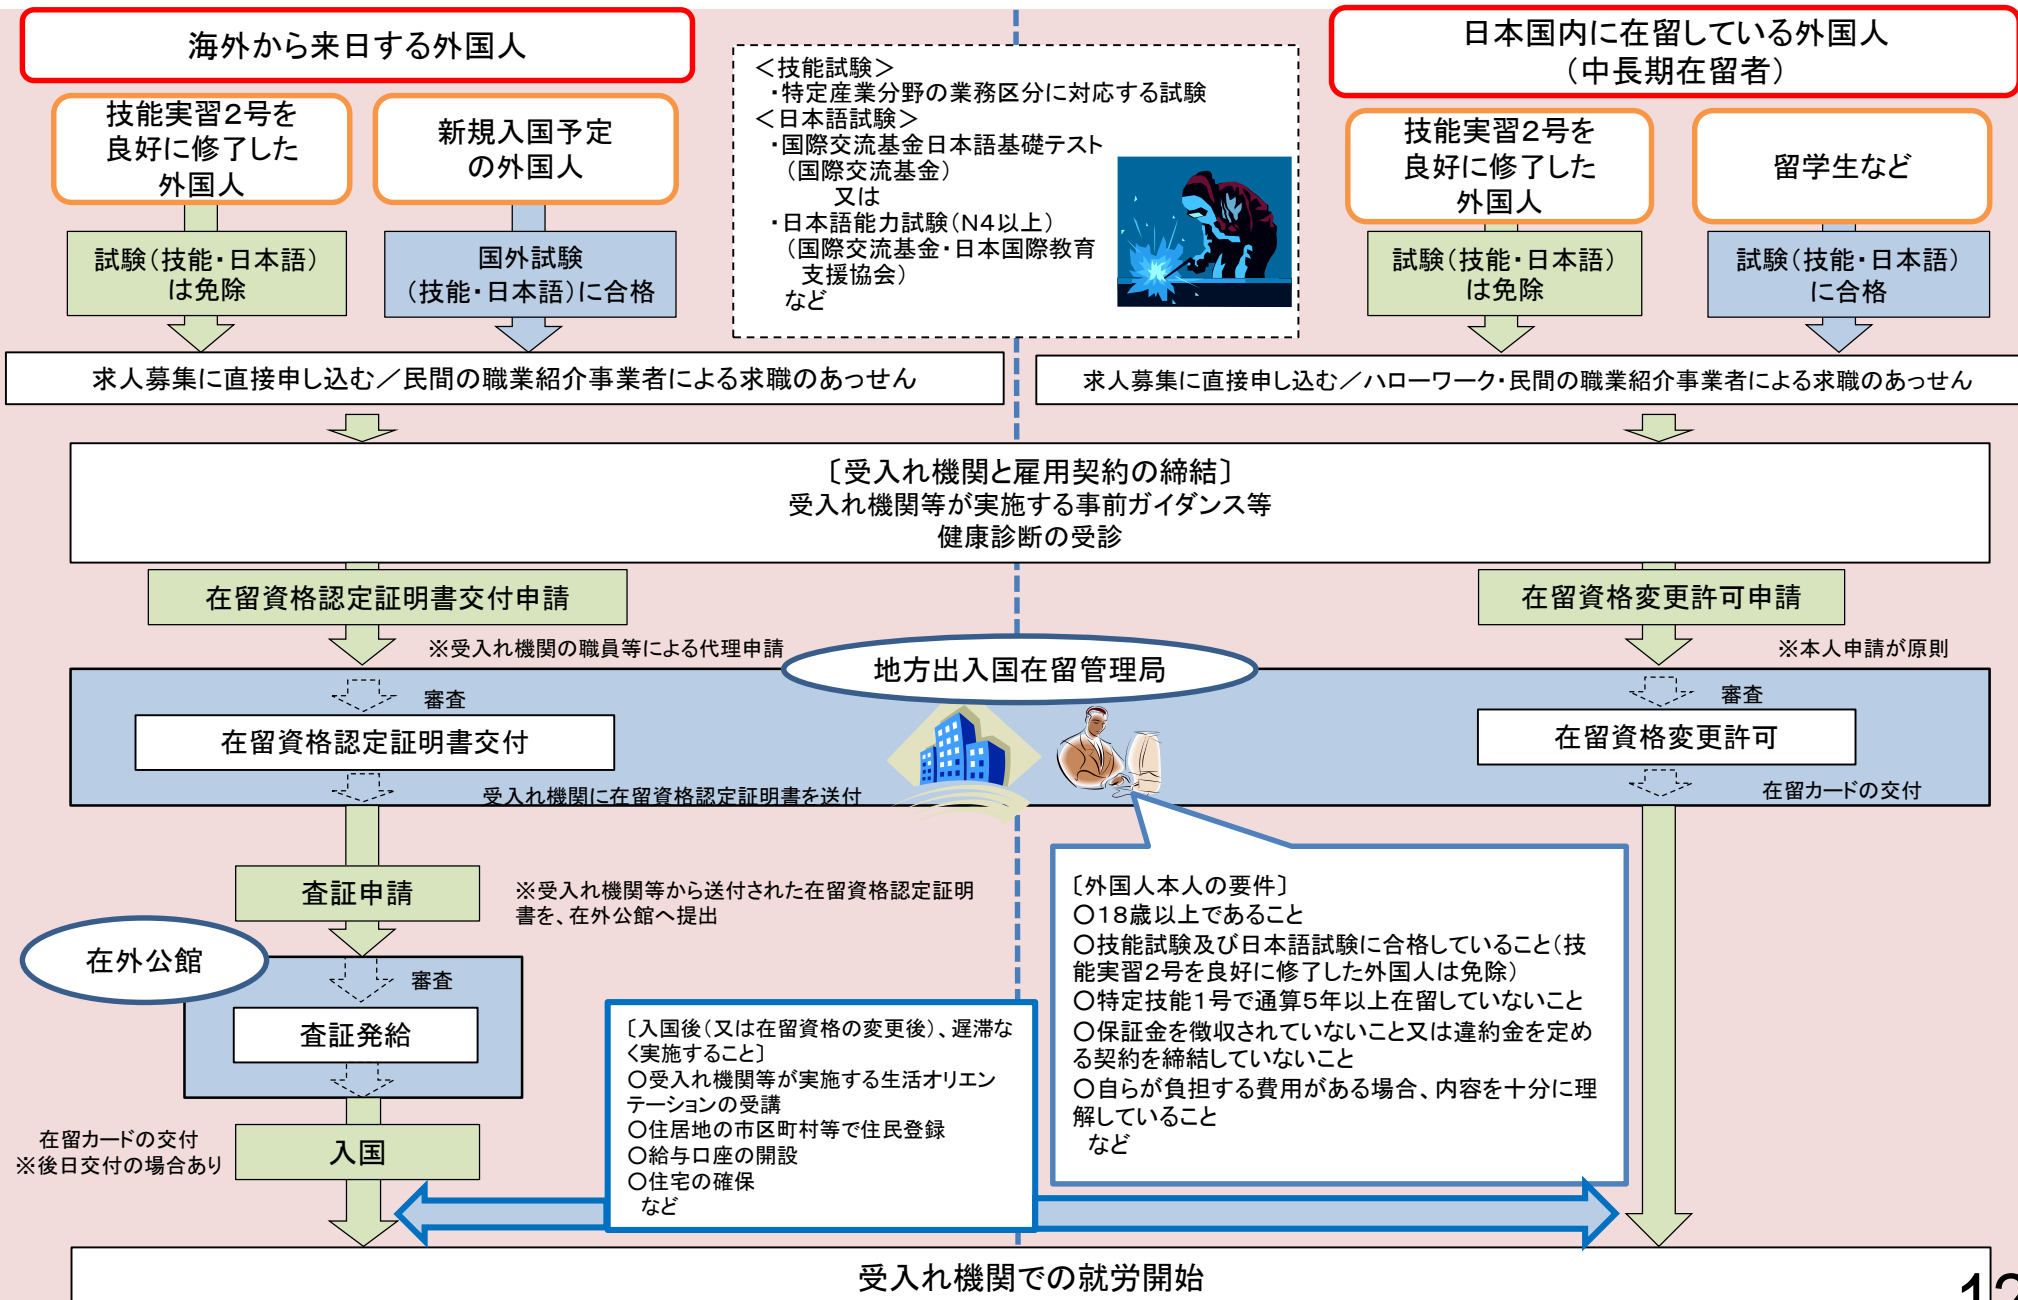 海外から来日する外国人
日本国内に在留している外国人
（中長期在留者）
技能実習２号を
良好に修了した
外国人
新規入国予定
の外国人
＜技能試験＞
・特定産業分野の業務区分に対応する試験
＜日本語試験＞
・国際交流基金日本語基礎テスト
（国際交流基金）
又は
・日本語能力試験（Ｎ４以上）
（国際交流基金・日本国際教育
支援協会）
など
技能実習２号を
良好に修了した
外国人
留学生など
試験（技能・日本語）
は免除
国外試験
（技能・日本語）に合格
試験（技能・日本語）
は免除
試験（技能・日本語）
に合格
求人募集に直接申し込む／民間の職業紹介事業者による求職のあっせん
求人募集に直接申し込む／ハローワーク・民間の職業紹介事業者による求職のあっせん
〔受入れ機関と雇用契約の締結〕
受入れ機関等が実施する事前ガイダンス等
健康診断の受診
在留資格認定証明書交付申請
在留資格変更許可申請
※受入れ機関の職員等による代理申請
※本人申請が原則
地方出入国在留管理局
審査
審査
在留資格認定証明書交付
在留資格変更許可
受入れ機関に在留資格認定証明書を送付
在留カードの交付
査証申請
※受入れ機関等から送付された在留資格認定証明
書を、在外公館へ提出
在外公館
審査
査証発給
〔外国人本人の要件〕
○１８歳以上であること
○技能試験及び日本語試験に合格していること（技
能実習２号を良好に修了した外国人は免除）
○特定技能１号で通算５年以上在留していないこと
○保証金を徴収されていないこと又は違約金を定め
る契約を締結していないこと
○自らが負担する費用がある場合、内容を十分に理
解していること
など
〔入国後（又は在留資格の変更後）、遅滞な
く実施すること〕
○受入れ機関等が実施する生活オリエン
テーションの受講
○住居地の市区町村等で住民登録
○給与口座の開設
○住宅の確保
など
在留カードの交付
※後日交付の場合あり
入国
受入れ機関での就労開始
12